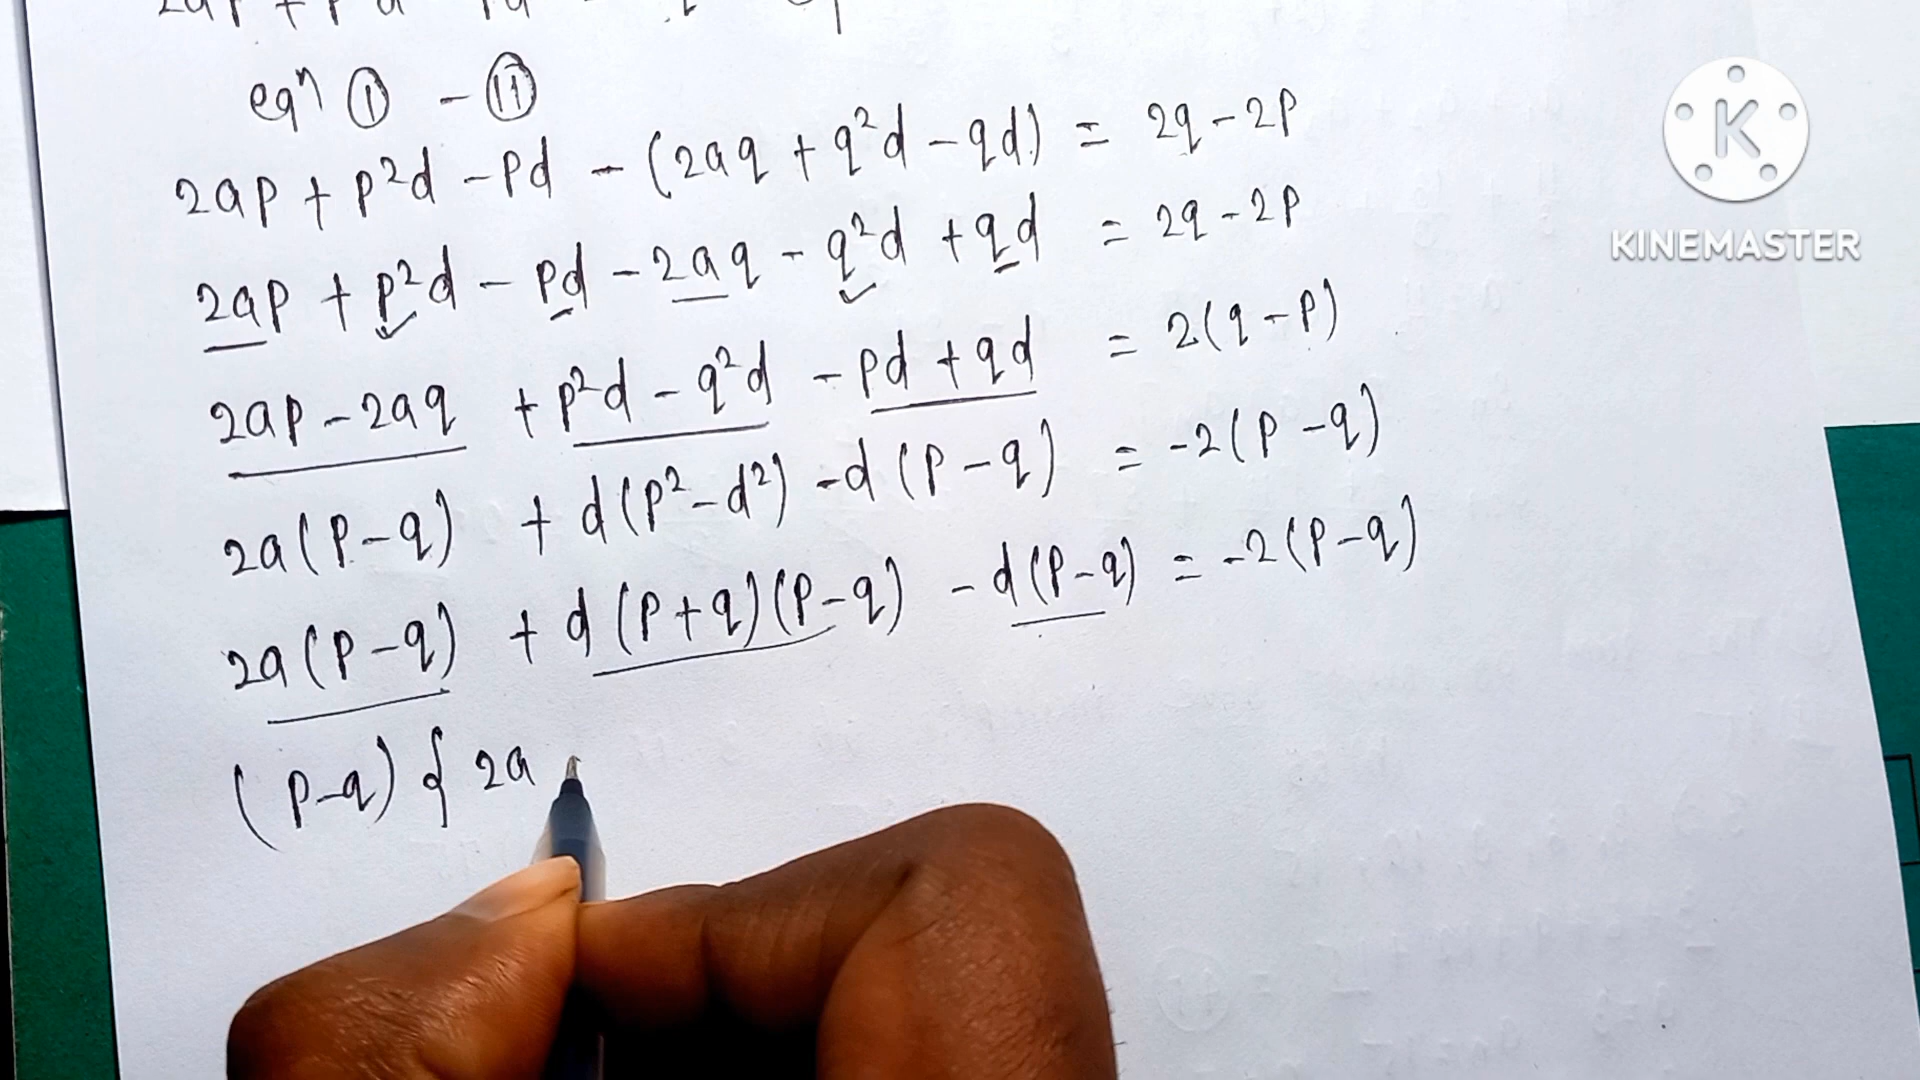 eqⁿ ① - ⑪
2ap + p²d - pd - (2aq + q²d - qd) = 2q - 2p
2ap + p²d - pd - 2aq - q²d + qd = 2q - 2p
2ap - 2aq + p²d - q²d - pd + qd = 2(q - p)
2a(p - q) + d(p² - d²) - d(p - q) = -2(p - q)
2a(p - q) + d(p + q)(p - q) - d(p - q) = -2(p - q)
(p - q) { 2a
K
KINEMASTER